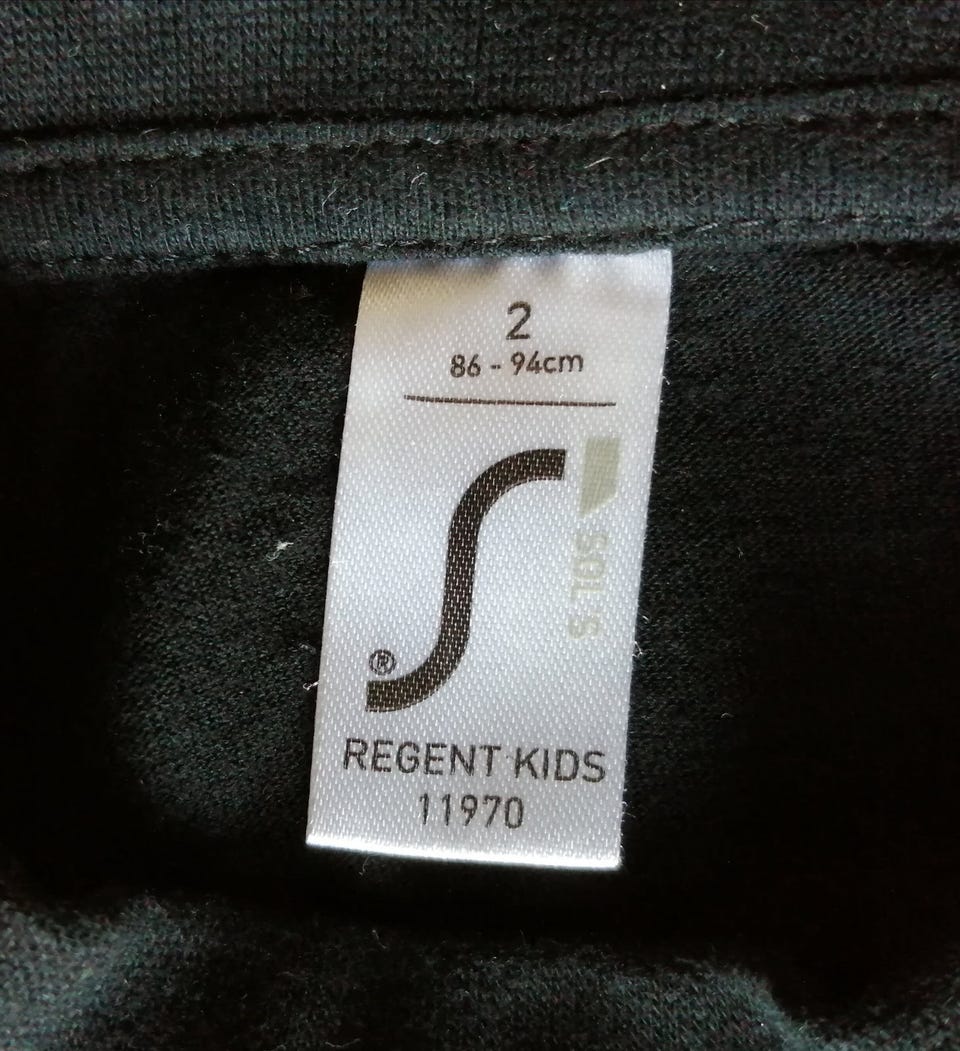 2
86 - 94cm
SOL'S
®
REGENT KIDS
11970